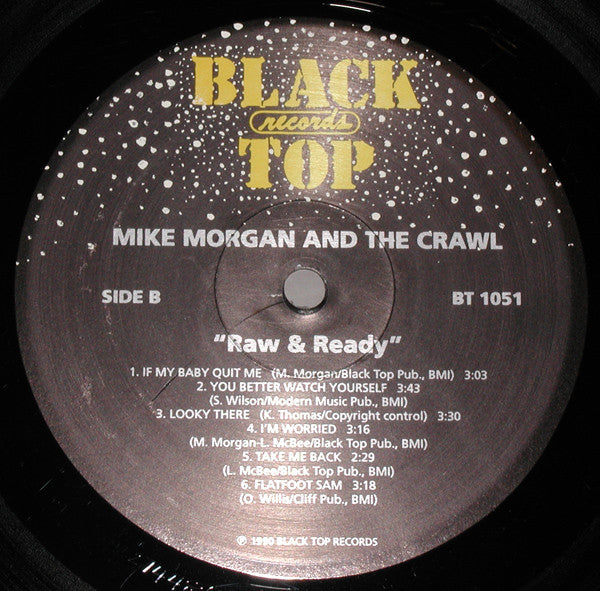 BLACK
records
TOP
MIKE MORGAN AND THE CRAWL
SIDE B
BT 1051
"Raw & Ready"
1. IF MY BABY QUIT ME (M. Morgan/Black Top Pub., BMI) 3:03
2. YOU BETTER WATCH YOURSELF 3:43
(S. Wilson/Modern Music Pub., BMI)
3. LOOKY THERE (K. Thomas/Copyright control) 3:30
4. I'M WORRIED 3:16
(M. Morgan-L. McBee/Black Top Pub., BMI)
5. TAKE ME BACK 2:29
(L. McBee/Black Top Pub., BMI)
6. FLATFOOT SAM 3:18
(O. Willis/Cliff Pub., BMI)
℗ 1990 BLACK TOP RECORDS